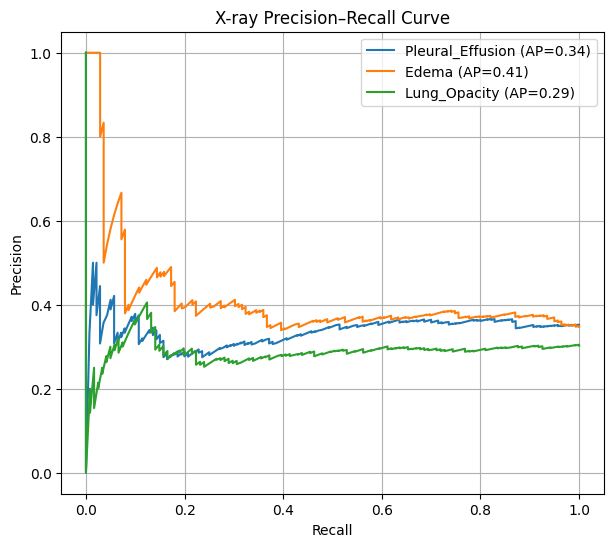 X-ray Precision–Recall Curve
Pleural_Effusion (AP=0.34)
Edema (AP=0.41)
Lung_Opacity (AP=0.29)
Precision
1.0
0.8
0.6
0.4
0.2
0.0
0.0 0.2 0.4 0.6 0.8 1.0
Recall